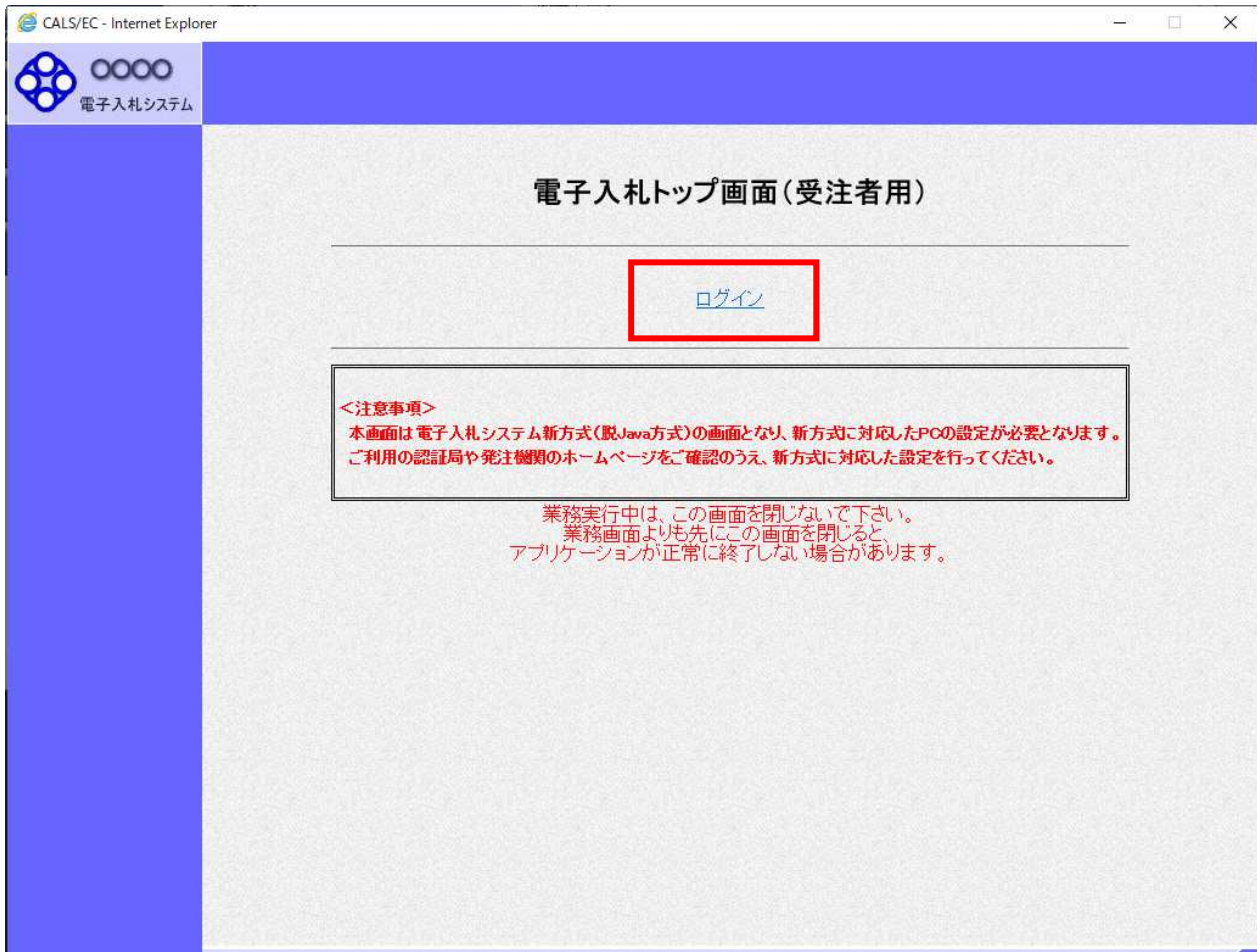 CALS/EC - Internet Explorer
○○○○
電子入札システム
電子入札トップ画面(受注者用)
ログイン
＜注意事項＞
本画面は電子入札システム新方式(脱Java方式)の画面となり、新方式に対応したPCの設定が必要となります。
ご利用の認証局や発注機関のホームページをご確認のうえ、新方式に対応した設定を行ってください。
業務実行中は、この画面を閉じないで下さい。
業務画面よりも先にこの画面を閉じると、
アプリケーションが正常に終了しない場合があります。